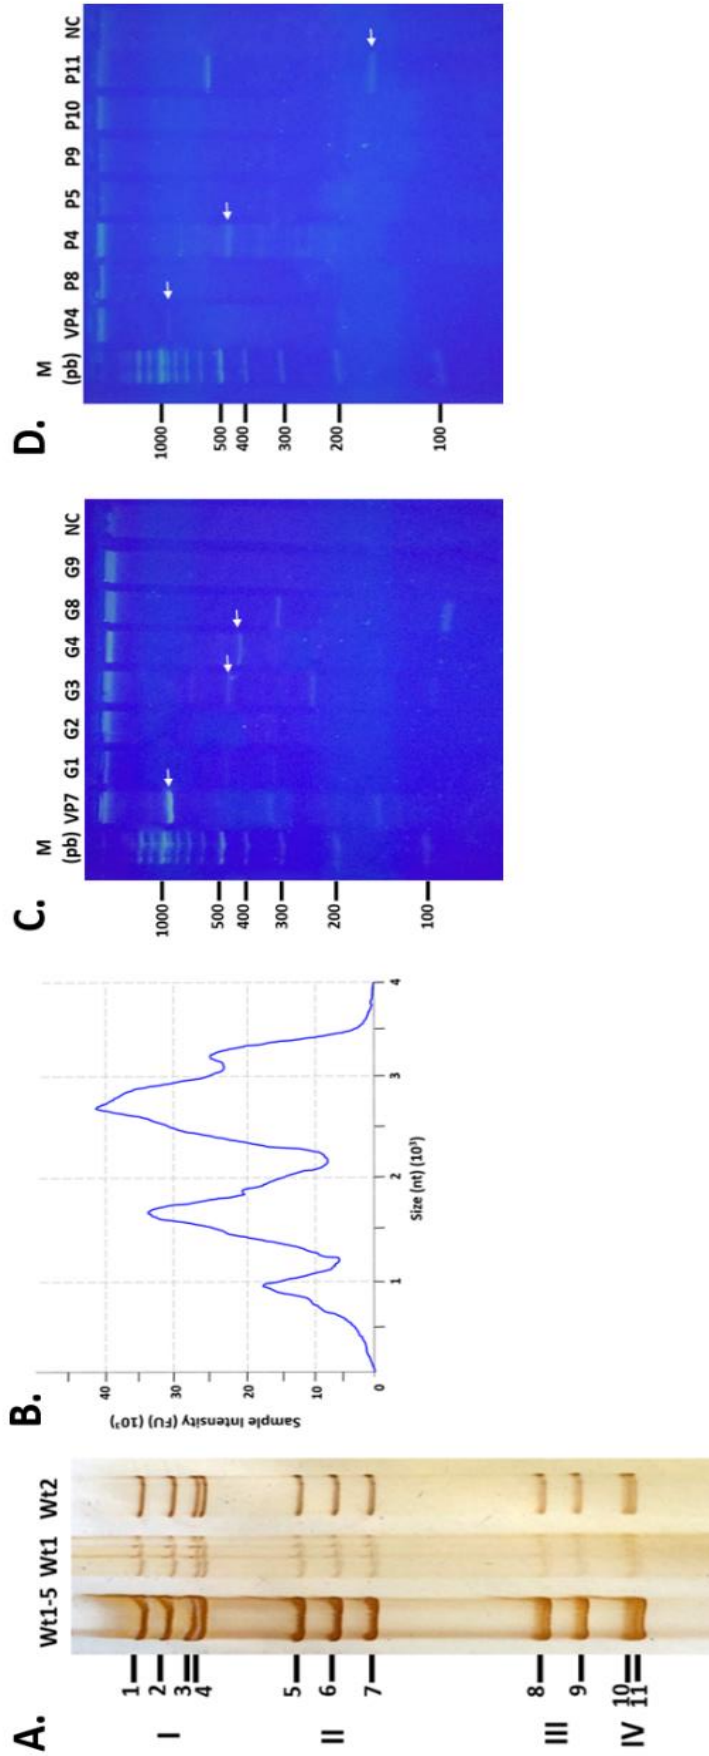 A.
Wt1-5 Wt1 Wt2
1
2
3
4
5
6
7
8
9
10
11
I
II
III
IV
B.
Sample Intensity (FU) (10³)
40
30
20
10
0
1
2
3
4
Size (nt) (10³)
C.
M
(pb) VP7 G1 G2 G3 G4 G8 G9 NC
1000
500
400
300
200
100
D.
M
(pb) VP4 P8 P4 P5 P9 P10 P11 NC
1000
500
400
300
200
100